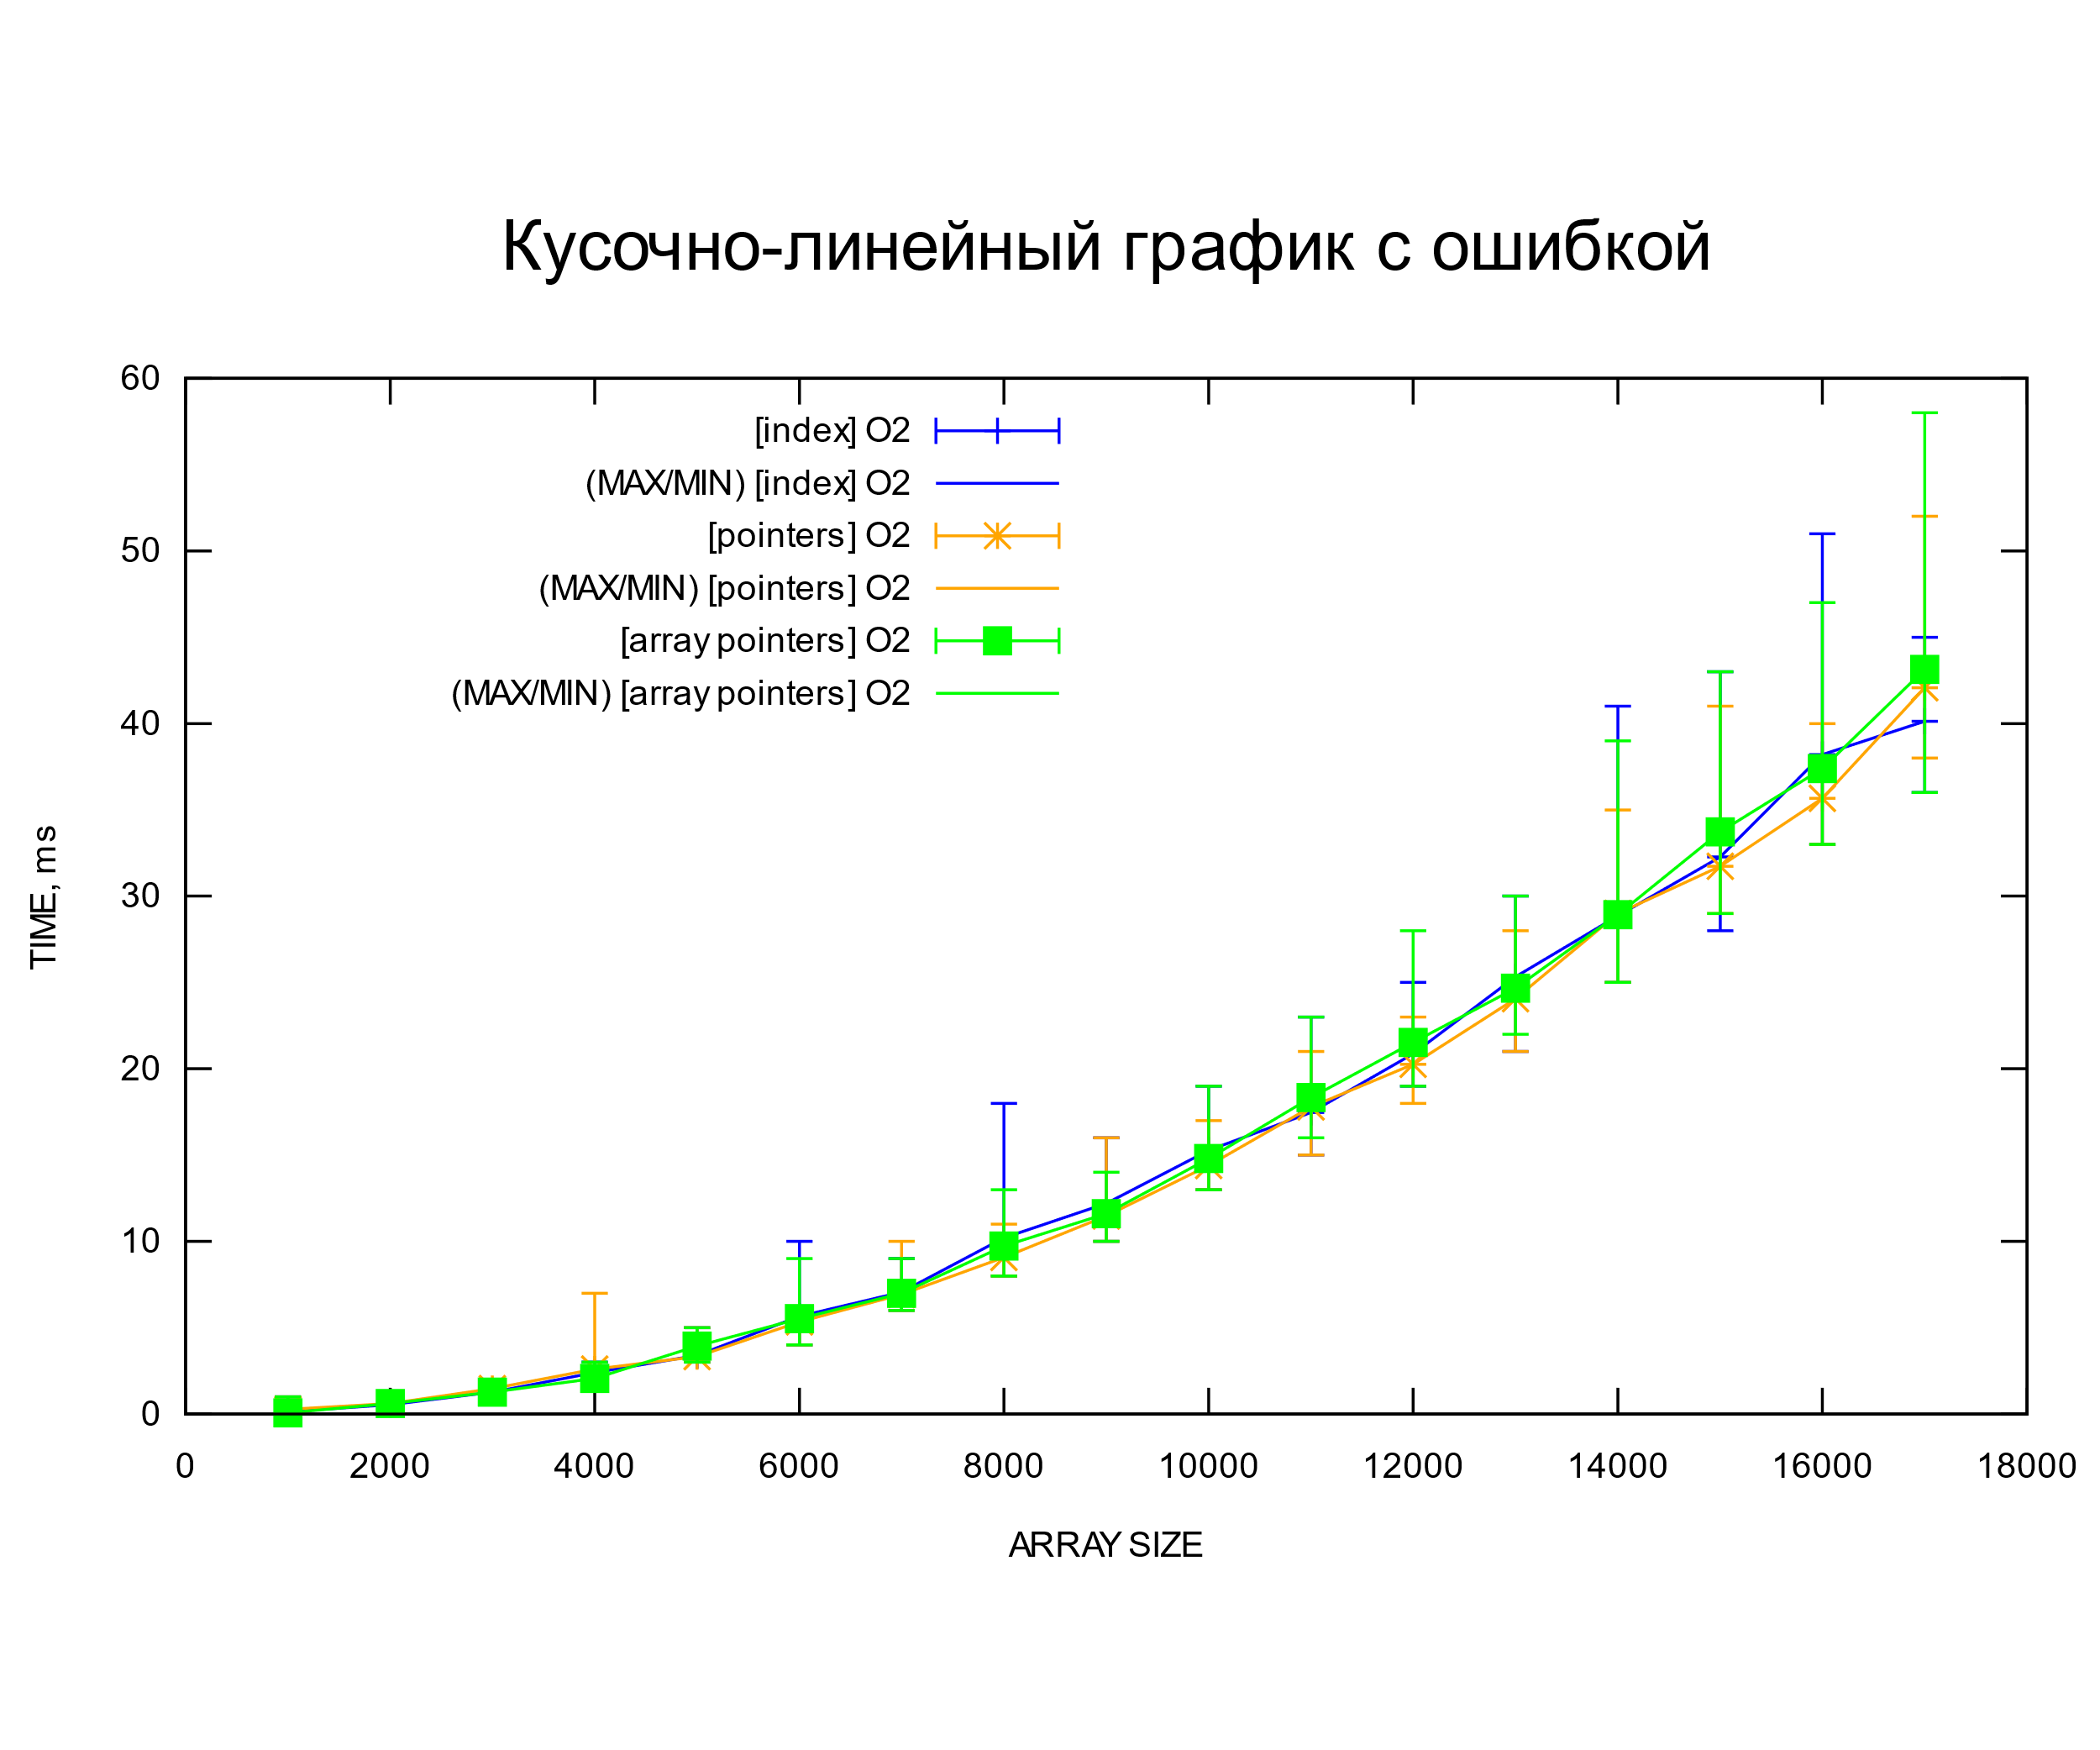 Кусочно-линейный график с ошибкой
60
50
40
30
20
10
0
[index] O2
(MAX/MIN) [index] O2
[pointers] O2
(MAX/MIN) [pointers] O2
[array pointers] O2
(MAX/MIN) [array pointers] O2
TIME, ms
0 2000 4000 6000 8000 10000 12000 14000 16000 18000
ARRAY SIZE